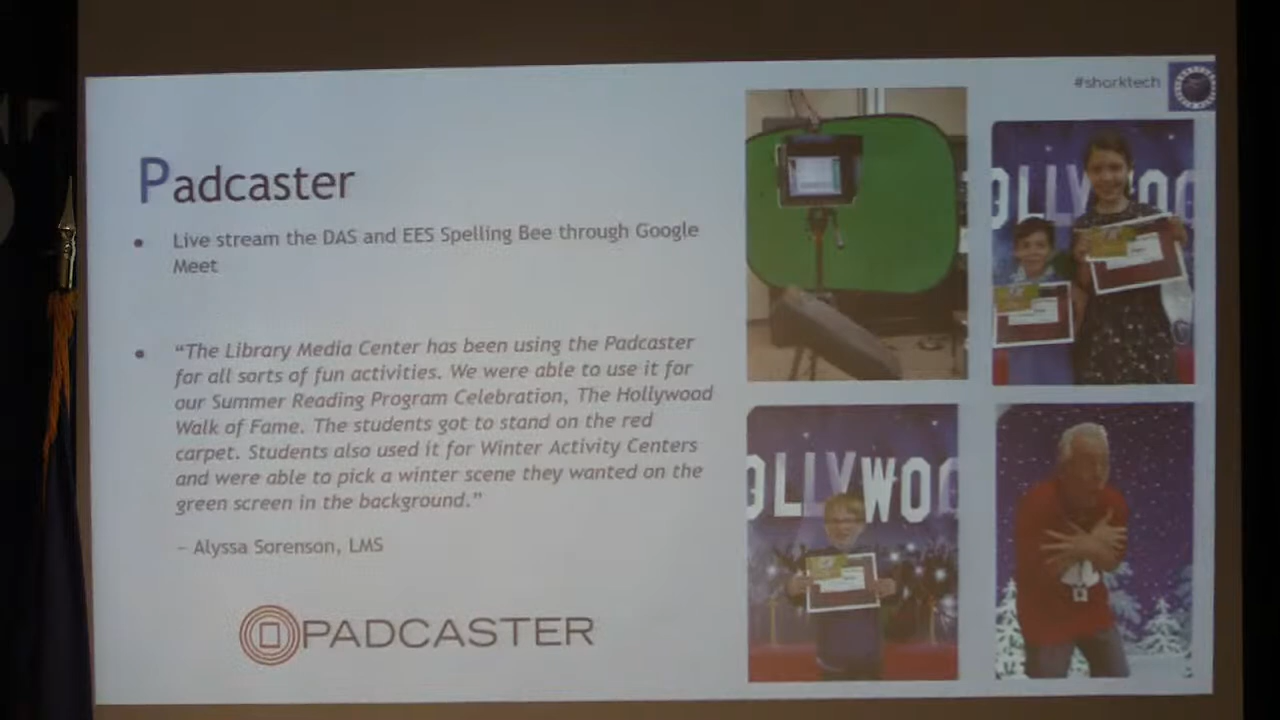 #sharktech
Padcaster
• Live stream the DAS and EES Spelling Bee through Google
Meet
• “The Library Media Center has been using the Padcaster
for all sorts of fun activities. We were able to use it for
our Summer Reading Program Celebration, The Hollywood
Walk of Fame. The students got to stand on the red
carpet. Students also used it for Winter Activity Centers
and were able to pick a winter scene they wanted on the
green screen in the background.”
– Alyssa Sorenson, LMS
PADCASTER
OLLYWOO
OLLYWOO